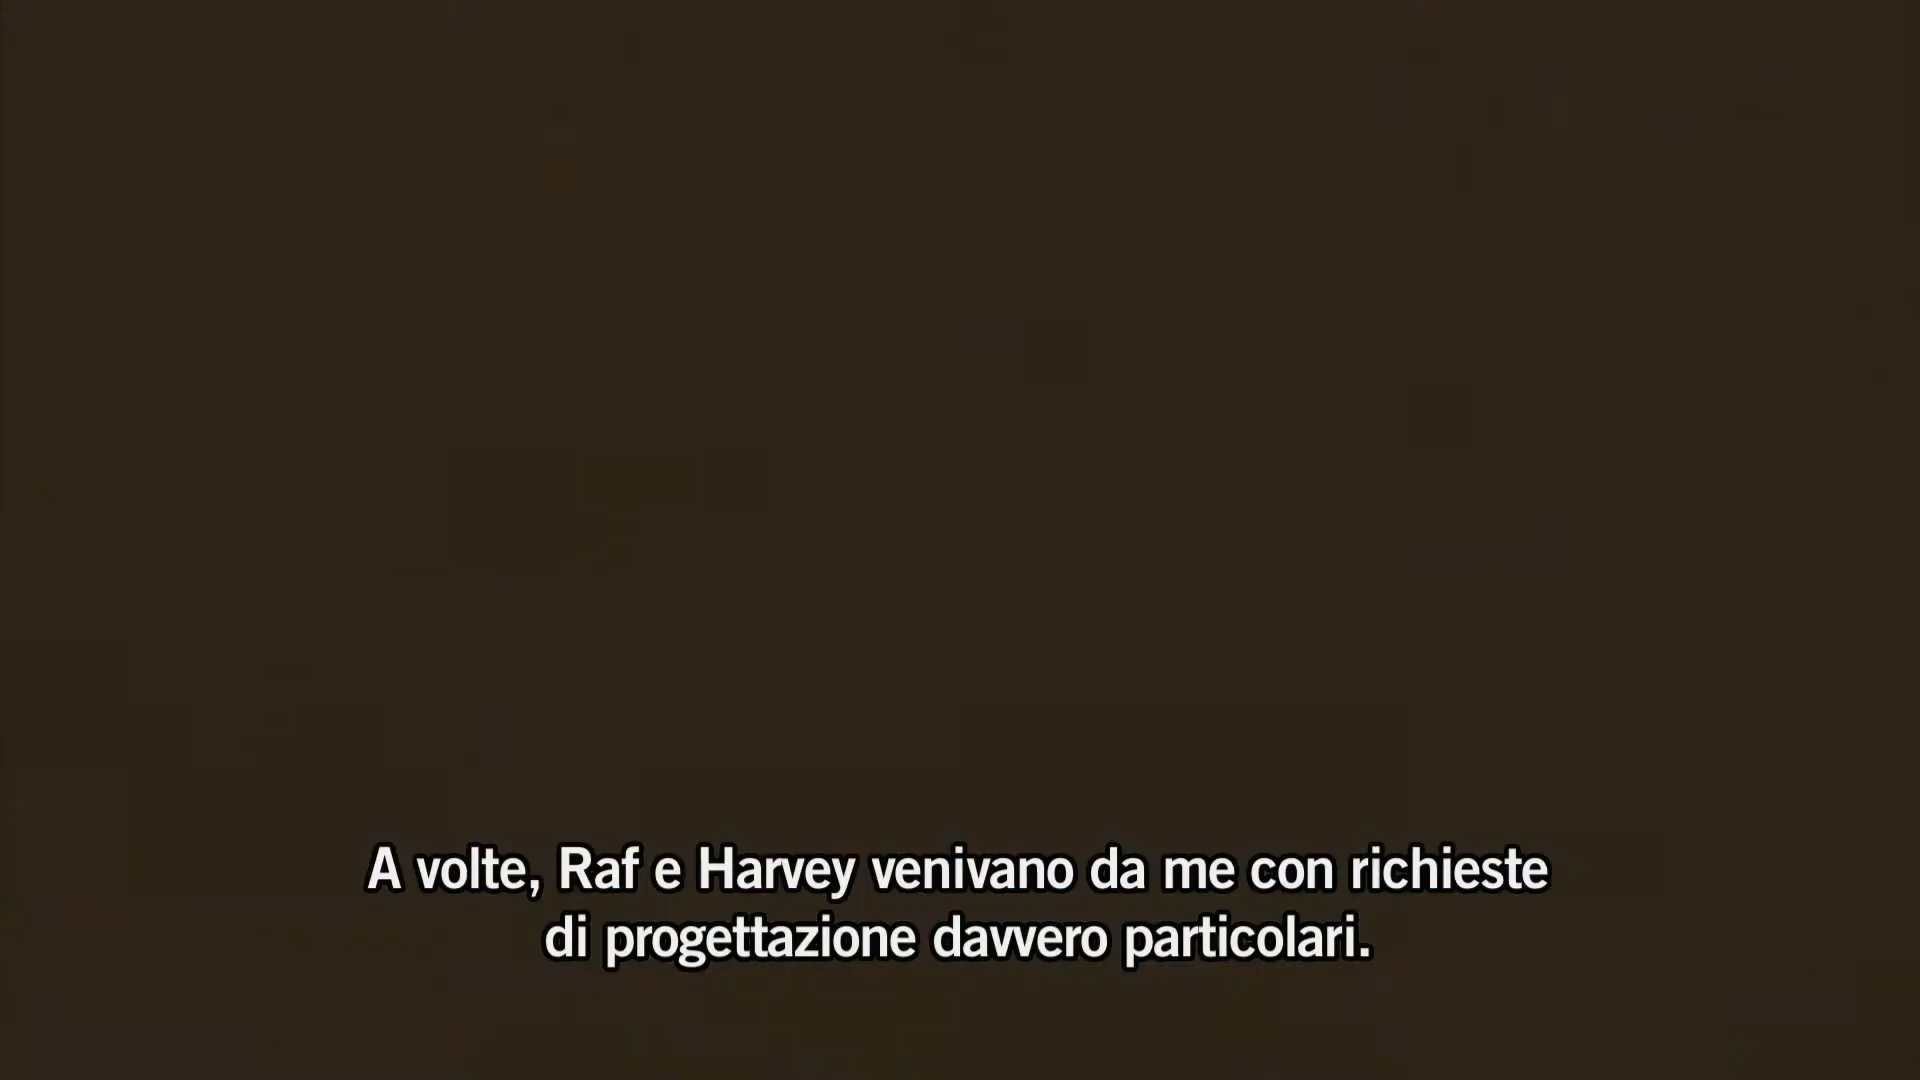 A volte, Raf e Harvey venivano da me con richieste
di progettazione davvero particolari.